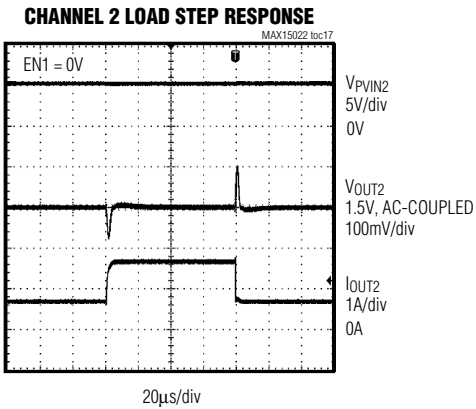 CHANNEL 2 LOAD STEP RESPONSE
MAX15022 toc17
EN1 = 0V
T
VPVIN2
5V/div
0V
VOUT2
1.5V, AC-COUPLED
100mV/div
IOUT2
1A/div
0A
20µs/div